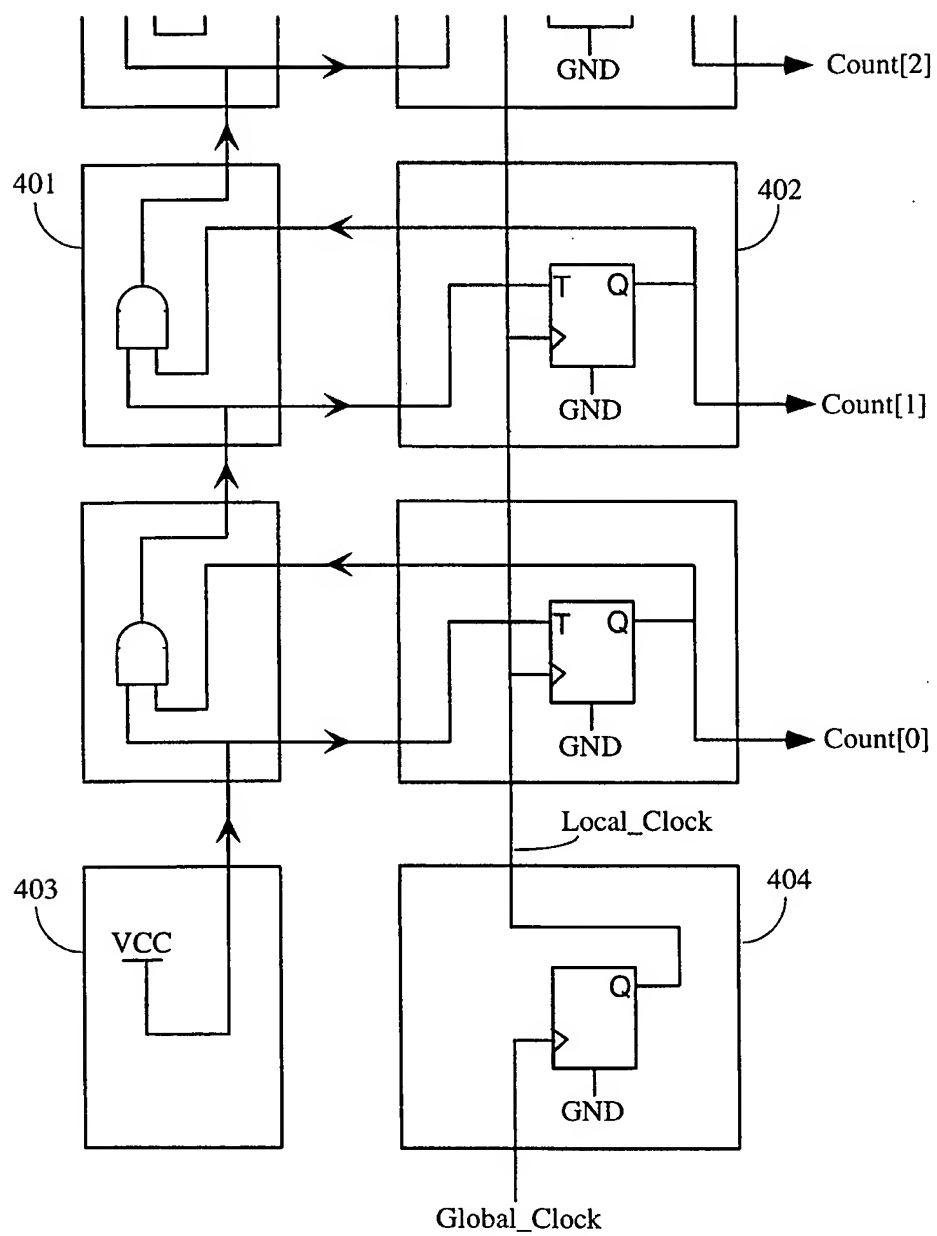 GND
Count[2]
401
402
T Q
GND
Count[1]
T Q
GND
Count[0]
Local_Clock
403
404
VCC
Q
GND
Global_Clock